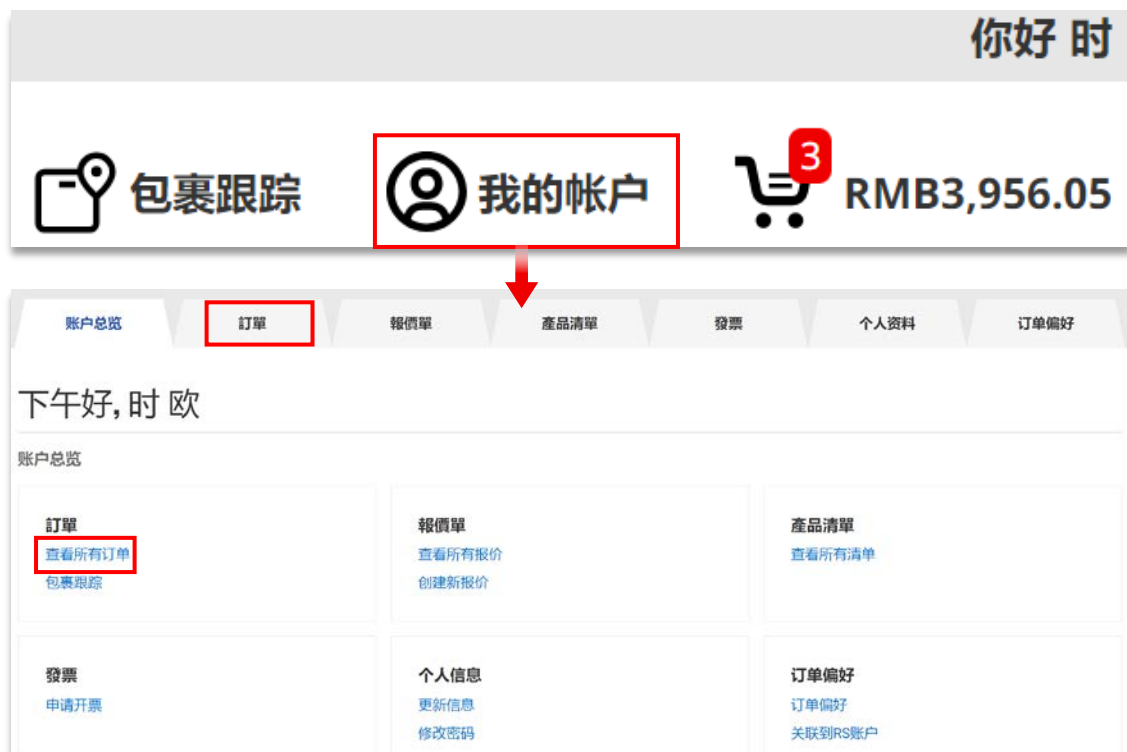 你好 时
包裹跟踪 我的帐户 3 RMB3,956.05
账户总览 訂單 報價單 產品清單 發票 个人资料 订单偏好
下午好, 时 欧
账户总览
訂單 報價單 產品清單
查看所有订单 查看所有报价 查看所有清单
包裹跟踪 创建新报价
發票 个人信息 订单偏好
申请开票 更新信息 订单偏好
修改密码 关联到RS账户